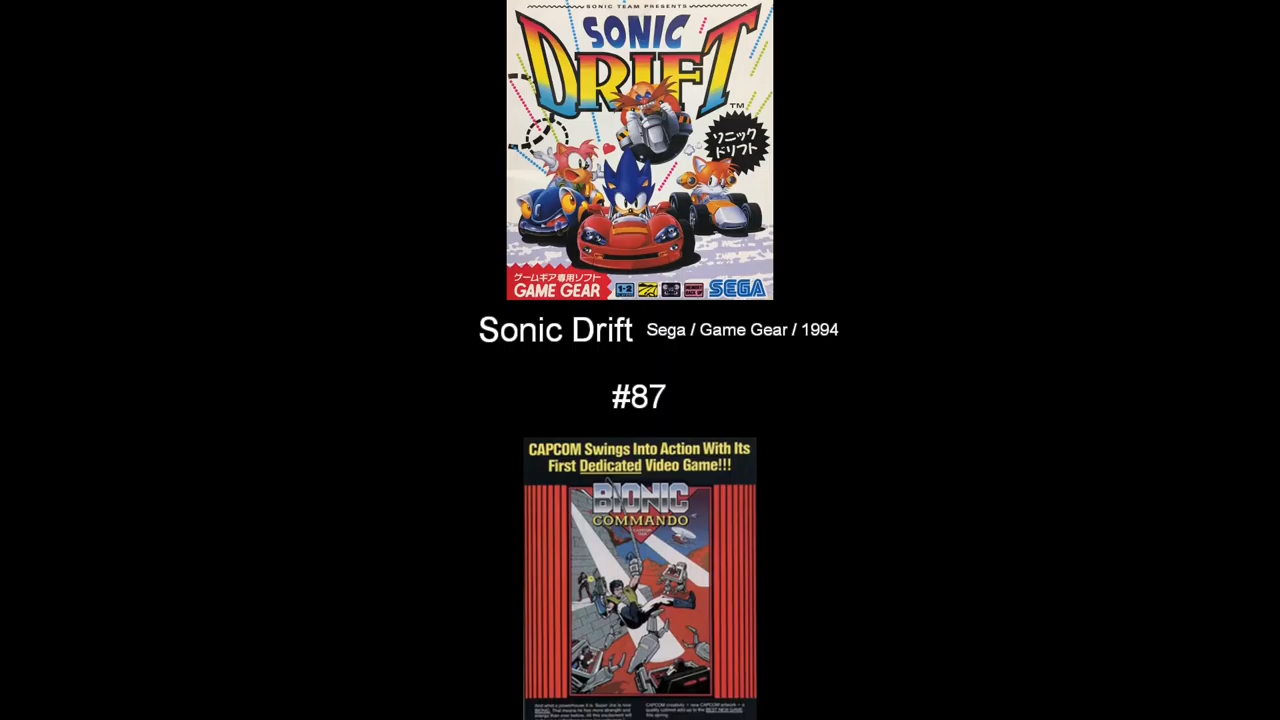 SONIC TEAM PRESENTS
SONIC
DRIFT
TM
ソニック
ドリフト
ゲームギア専用ソフト
GAME GEAR
1-2
SEGA
Sonic Drift Sega / Game Gear / 1994
#87
CAPCOM Swings Into Action With Its
First Dedicated Video Game!!!
BIONIC
COMMANDO